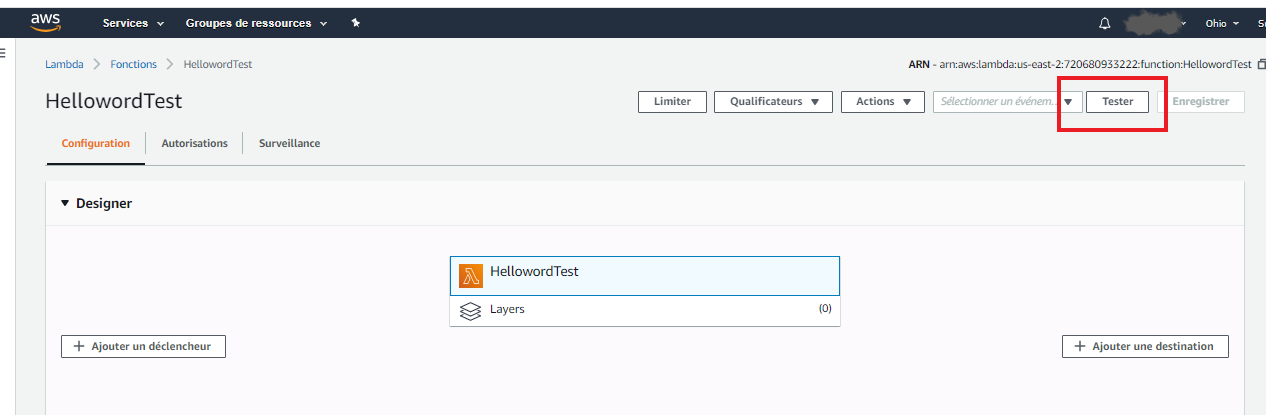 aws Services Groupes de ressources Ohio
Lambda Fonctions HellowordTest ARN - arn:aws:lambda:us-east-2:720680933222:function:HellowordTest
HellowordTest Limiter Qualificateurs Actions Sélectionner un événem... Tester Enregistrer
Configuration Autorisations Surveillance
Designer
HellowordTest
Layers (0)
+ Ajouter un déclencheur + Ajouter une destination